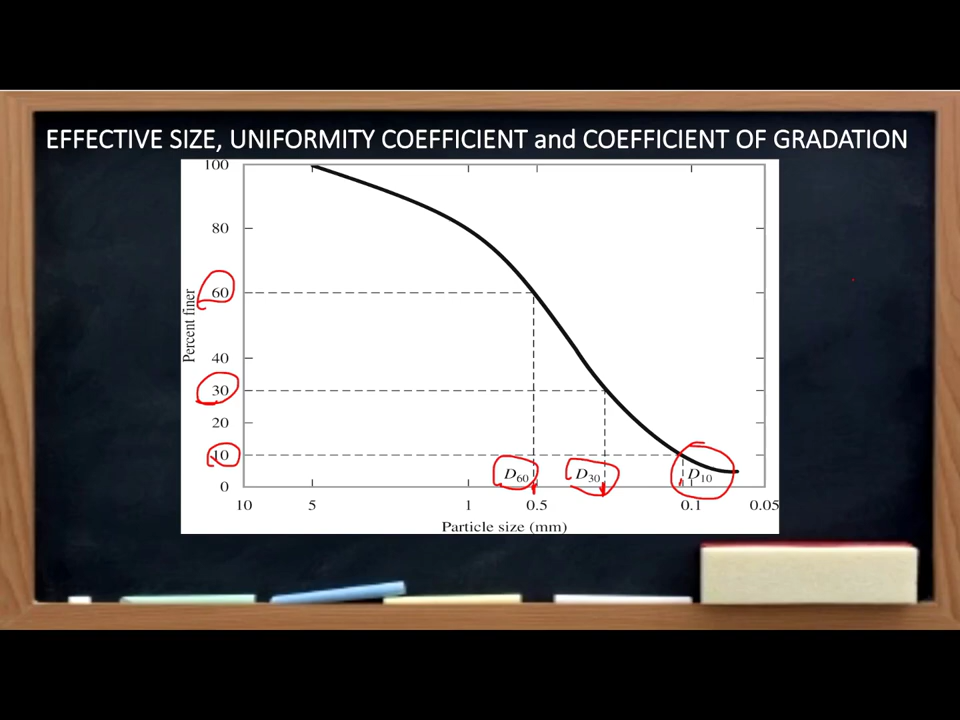 EFFECTIVE SIZE, UNIFORMITY COEFFICIENT and COEFFICIENT OF GRADATION
100
80
60
40
30
20
10
0
Percent finer
D60
D30
D10
10 5 1 0.5 0.1 0.05
Particle size (mm)